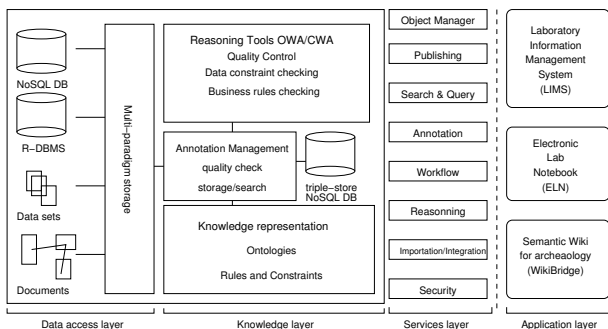 NoSQL DB
R-DBMS
Data sets
Documents
Multi-paradigm storage
Reasoning Tools OWA/CWA
Quality Control
Data constraint checking
Business rules checking
Annotation Management
quality check
storage/search
triple-store
NoSQL DB
Knowledge representation
Ontologies
Rules and Constraints
Object Manager
Publishing
Search & Query
Annotation
Workflow
Reasonning
Importation/Integration
Security
Laboratory
Information
Management
System
(LIMS)
Electronic
Lab
Notebook
(ELN)
Semantic Wiki
for archeaology
(WikiBridge)
Data access layer
Knowledge layer
Services layer
Application layer